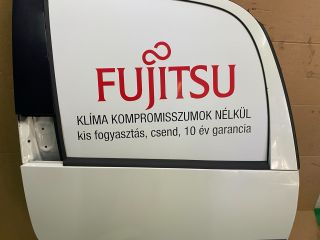 FUJITSU
KLÍMA KOMPROMISSZUMOK NÉLKÜL
kis fogyasztás, csend, 10 év garancia